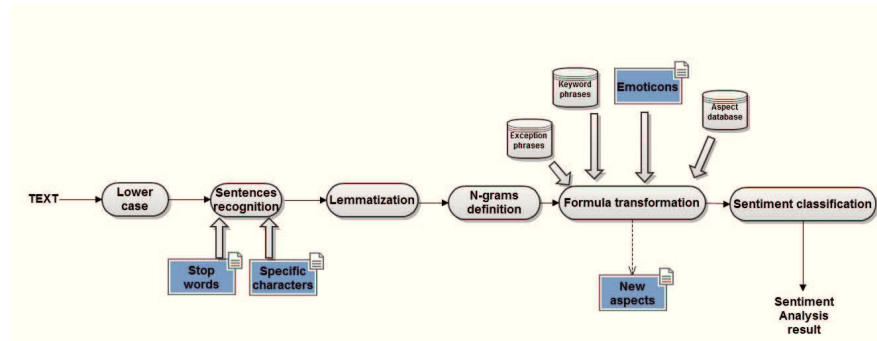 Keyword
phrases
Emoticons
Aspect
database
Exception
phrases
TEXT
Lower
case
Sentences
recognition
Lemmatization
N-grams
definition
Formula transformation
Sentiment classification
Stop
words
Specific
characters
New
aspects
Sentiment
Analysis
result